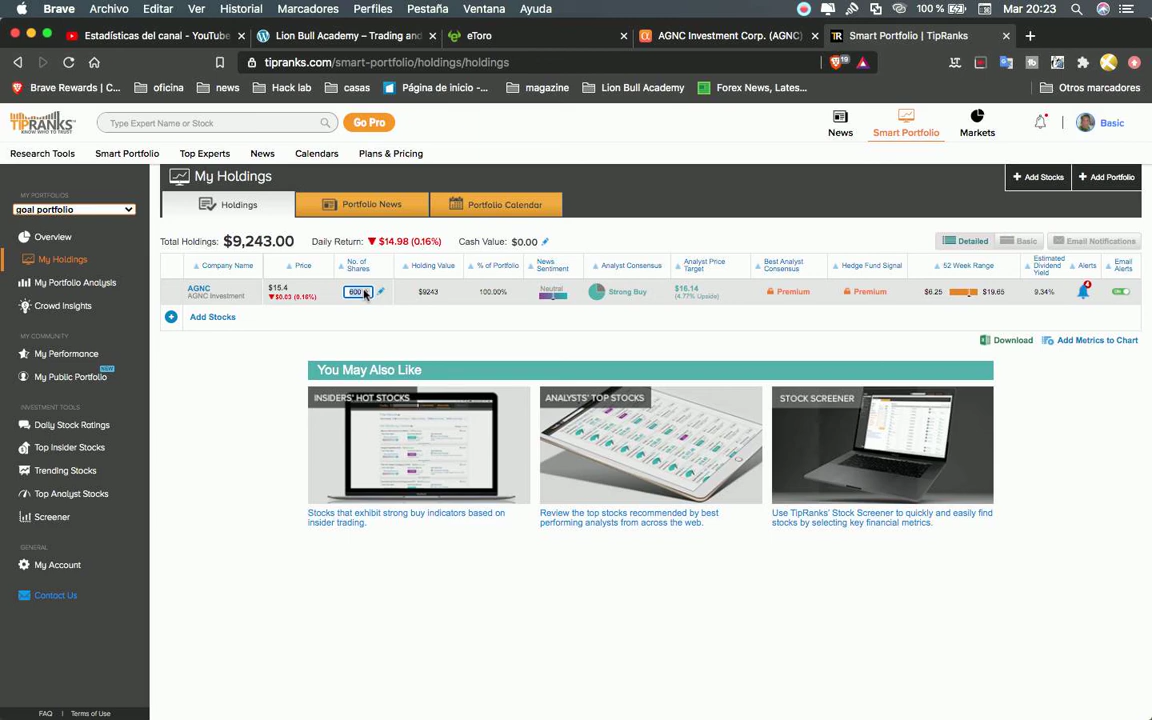 Brave Archivo Editar Ver Historial Marcadores Perfiles Pestaña Ventana Ayuda 100 % Mar 20:23
Estadísticas del canal - YouTube Lion Bull Academy – Trading and eToro AGNC Investment Corp. (AGNC) Smart Portfolio | TipRanks
tipranks.com/smart-portfolio/holdings/holdings 19
Brave Rewards | C... oficina news Hack lab casas Página de inicio -... magazine Lion Bull Academy Forex News, Lates... Otros marcadores
TIPRANKS KNOW WHO TO TRUST Type Expert Name or Stock Go Pro News Smart Portfolio Markets Basic
Research Tools Smart Portfolio Top Experts News Calendars Plans & Pricing
MY PORTFOLIOS
goal portfolio
Overview
My Holdings
My Portfolio Analysis
Crowd Insights
MY COMMUNITY
My Performance
My Public Portfolio NEW
INVESTMENT TOOLS
Daily Stock Ratings
Top Insider Stocks
Trending Stocks
Top Analyst Stocks
Screener
GENERAL
My Account
Contact Us
FAQ | Terms of Use
My Holdings + Add Stocks + Add Portfolio
Holdings Portfolio News Portfolio Calendar
Total Holdings: $9,243.00 Daily Return: ▼ $14.98 (0.16%) Cash Value: $0.00 Detailed Basic Email Notifications
Company Name Price No. of Shares Holding Value % of Portfolio News Sentiment Analyst Consensus Analyst Price Target Best Analyst Consensus Hedge Fund Signal 52 Week Range Estimated Dividend Yield Alerts Email Alerts
AGNC $15.4 600 $9243 100.00% Neutral Strong Buy $16.14 Premium Premium $6.25 $19.65 9.34% 4 ON
AGNC Investment ▼$0.03 (0.16%) (4.77% Upside)
Add Stocks
Download Add Metrics to Chart
You May Also Like
INSIDERS' HOT STOCKS
Stocks that exhibit strong buy indicators based on
insider trading.
ANALYSTS' TOP STOCKS
Review the top stocks recommended by best
performing analysts from across the web.
STOCK SCREENER
Use TipRanks' Stock Screener to quickly and easily find
stocks by selecting key financial metrics.